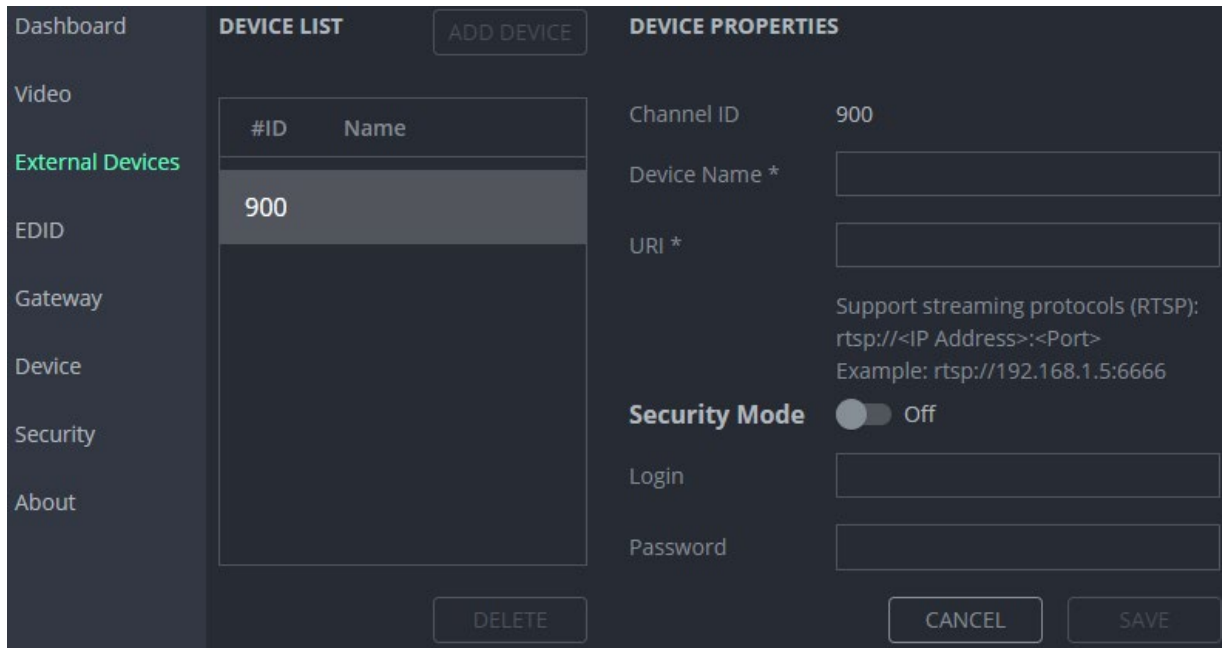 Dashboard
Video
External Devices
EDID
Gateway
Device
Security
About
DEVICE LIST
ADD DEVICE
#ID Name
900
DELETE
DEVICE PROPERTIES
Channel ID 900
Device Name *
URI *
Support streaming protocols (RTSP):
rtsp://<IP Address>:<Port>
Example: rtsp://192.168.1.5:6666
Security Mode Off
Login
Password
CANCEL SAVE